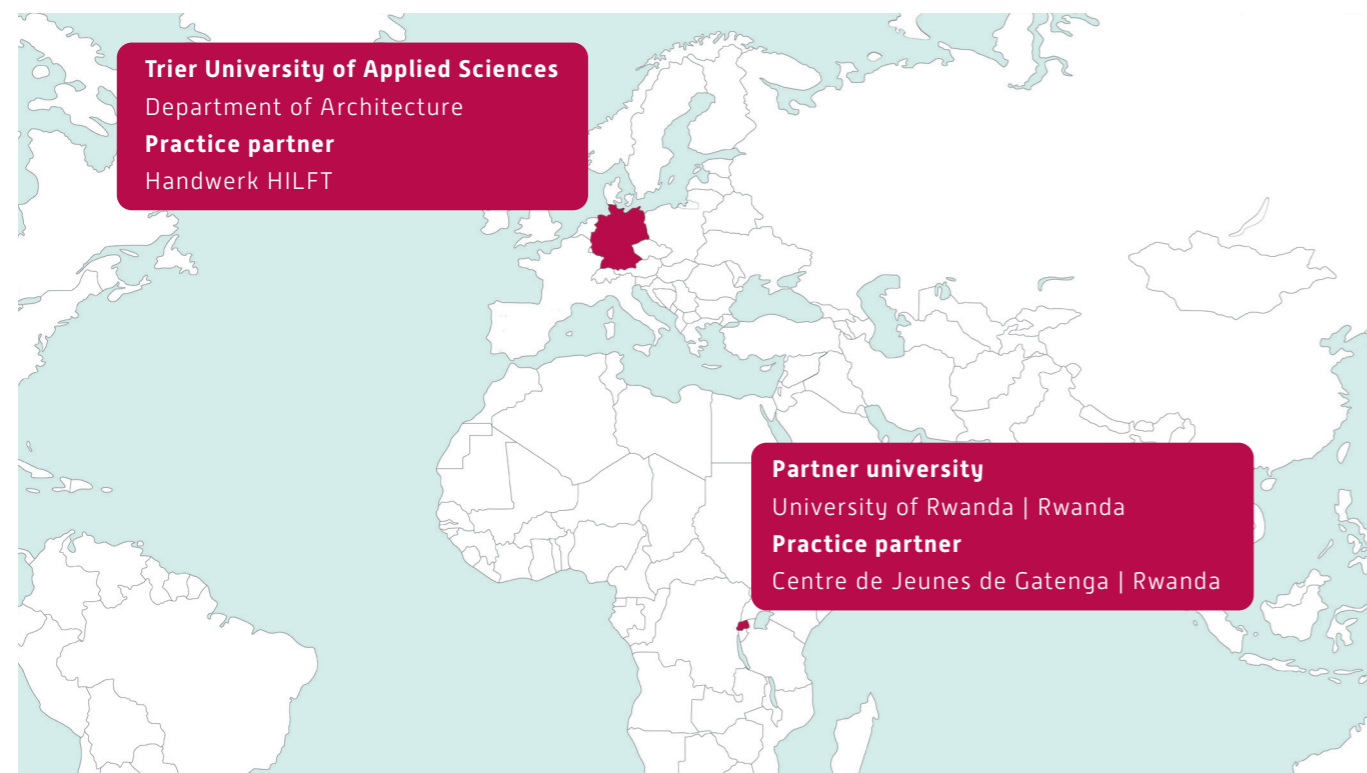 Trier University of Applied Sciences
Department of Architecture
Practice partner
Handwerk HILFT
Partner university
University of Rwanda | Rwanda
Practice partner
Centre de Jeunes de Gatenga | Rwanda